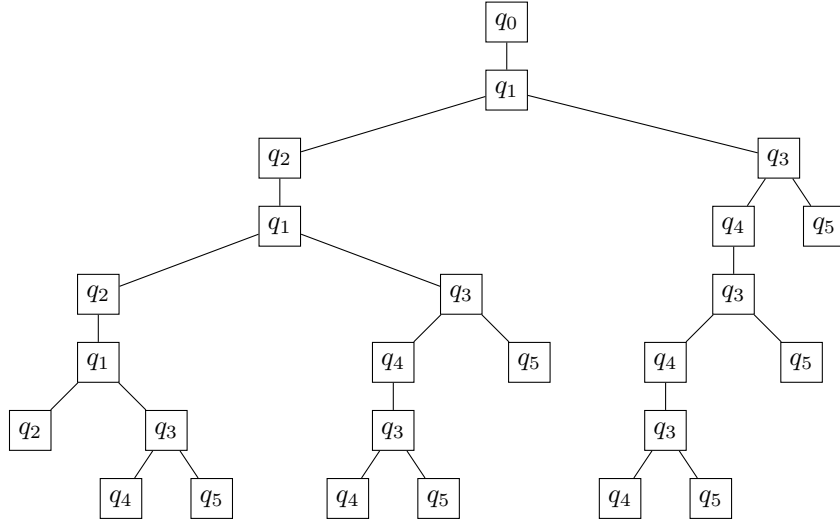 q₀
q₁
q₂ q₃
q₁ q₄ q₅
q₂ q₃ q₃
q₁ q₄ q₅ q₄ q₅
q₂ q₃ q₃ q₃
q₄ q₅ q₄ q₅ q₄ q₅